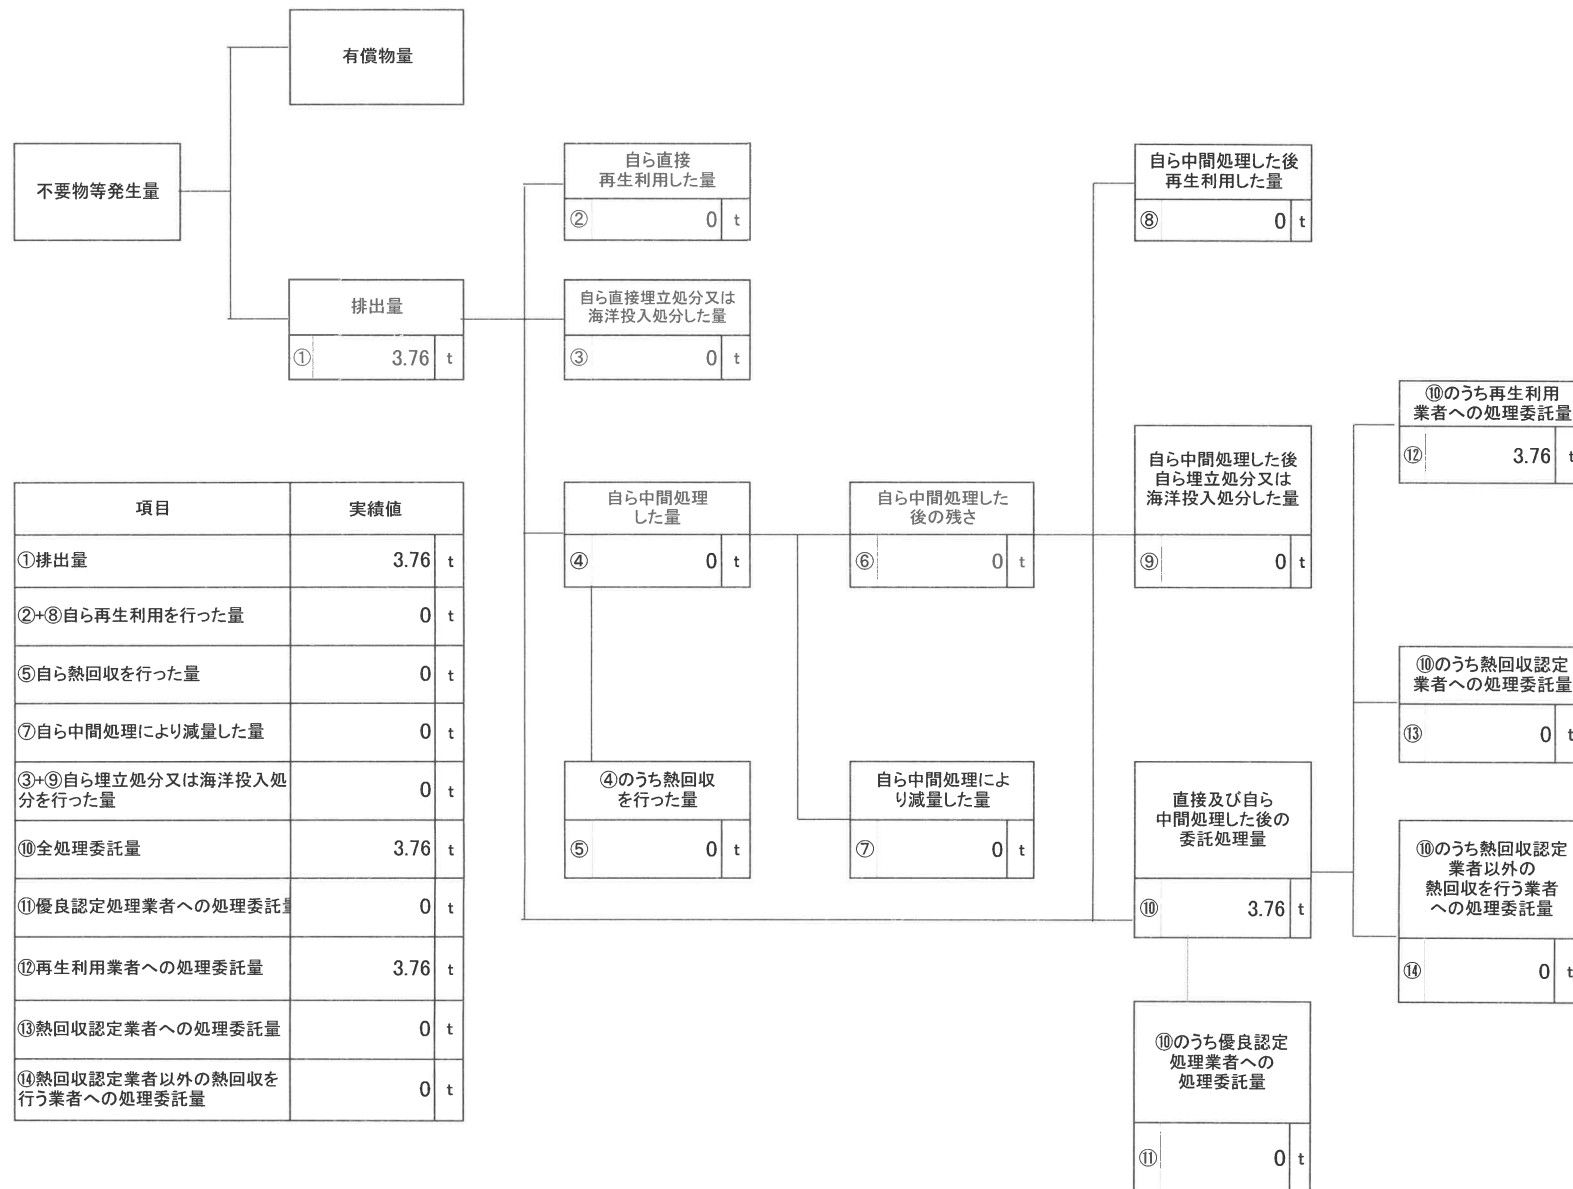 有償物量
不要物等発生量
排出量
① 3.76 t
自ら直接
再生利用した量
② 0 t
自ら直接埋立処分又は
海洋投入処分した量
③ 0 t
自ら中間処理
した量
④ 0 t
④のうち熱回収
を行った量
⑤ 0 t
自ら中間処理した
後の残さ
⑥ 0 t
自ら中間処理によ
り減量した量
⑦ 0 t
自ら中間処理した後
再生利用した量
⑧ 0 t
自ら中間処理した後
自ら埋立処分又は
海洋投入処分した量
⑨ 0 t
直接及び自ら
中間処理した後の
委託処理量
⑩ 3.76 t
⑩のうち優良認定
処理業者への
処理委託量
⑪ 0 t
⑩のうち再生利用
業者への処理委託量
⑫ 3.76 t
⑩のうち熱回収認定
業者への処理委託量
⑬ 0 t
⑩のうち熱回収認定
業者以外の
熱回収を行う業者
への処理委託量
⑭ 0 t
項目 実績値
①排出量 3.76 t
②+⑧自ら再生利用を行った量 0 t
⑤自ら熱回収を行った量 0 t
⑦自ら中間処理により減量した量 0 t
③+⑨自ら埋立処分又は海洋投入処
分を行った量 0 t
⑩全処理委託量 3.76 t
⑪優良認定処理業者への処理委託 0 t
⑫再生利用業者への処理委託量 3.76 t
⑬熱回収認定業者への処理委託量 0 t
⑭熱回収認定業者以外の熱回収を
行う業者への処理委託量 0 t